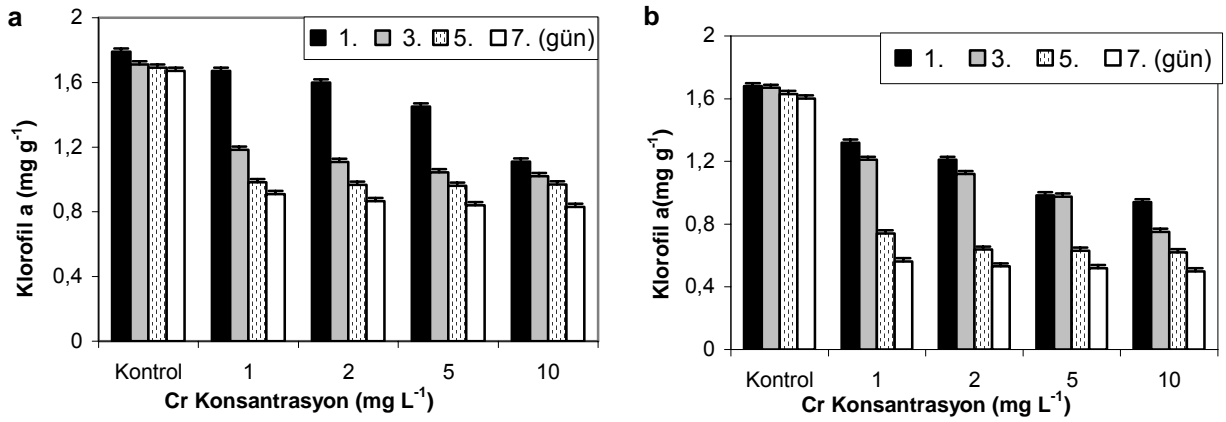 a
1. 3. 5. 7. (gün)
2
1,6
1,2
0,8
0,4
0
Klorofil a (mg g-1)
Kontrol 1 2 5 10
Cr Konsantrasyon (mg L-1)
b
1. 3. 5. 7. (gün)
2
1,6
1,2
0,8
0,4
0
Klorofil a(mg g-1)
Kontrol 1 2 5 10
Cr Konsantrasyon (mg L-1)